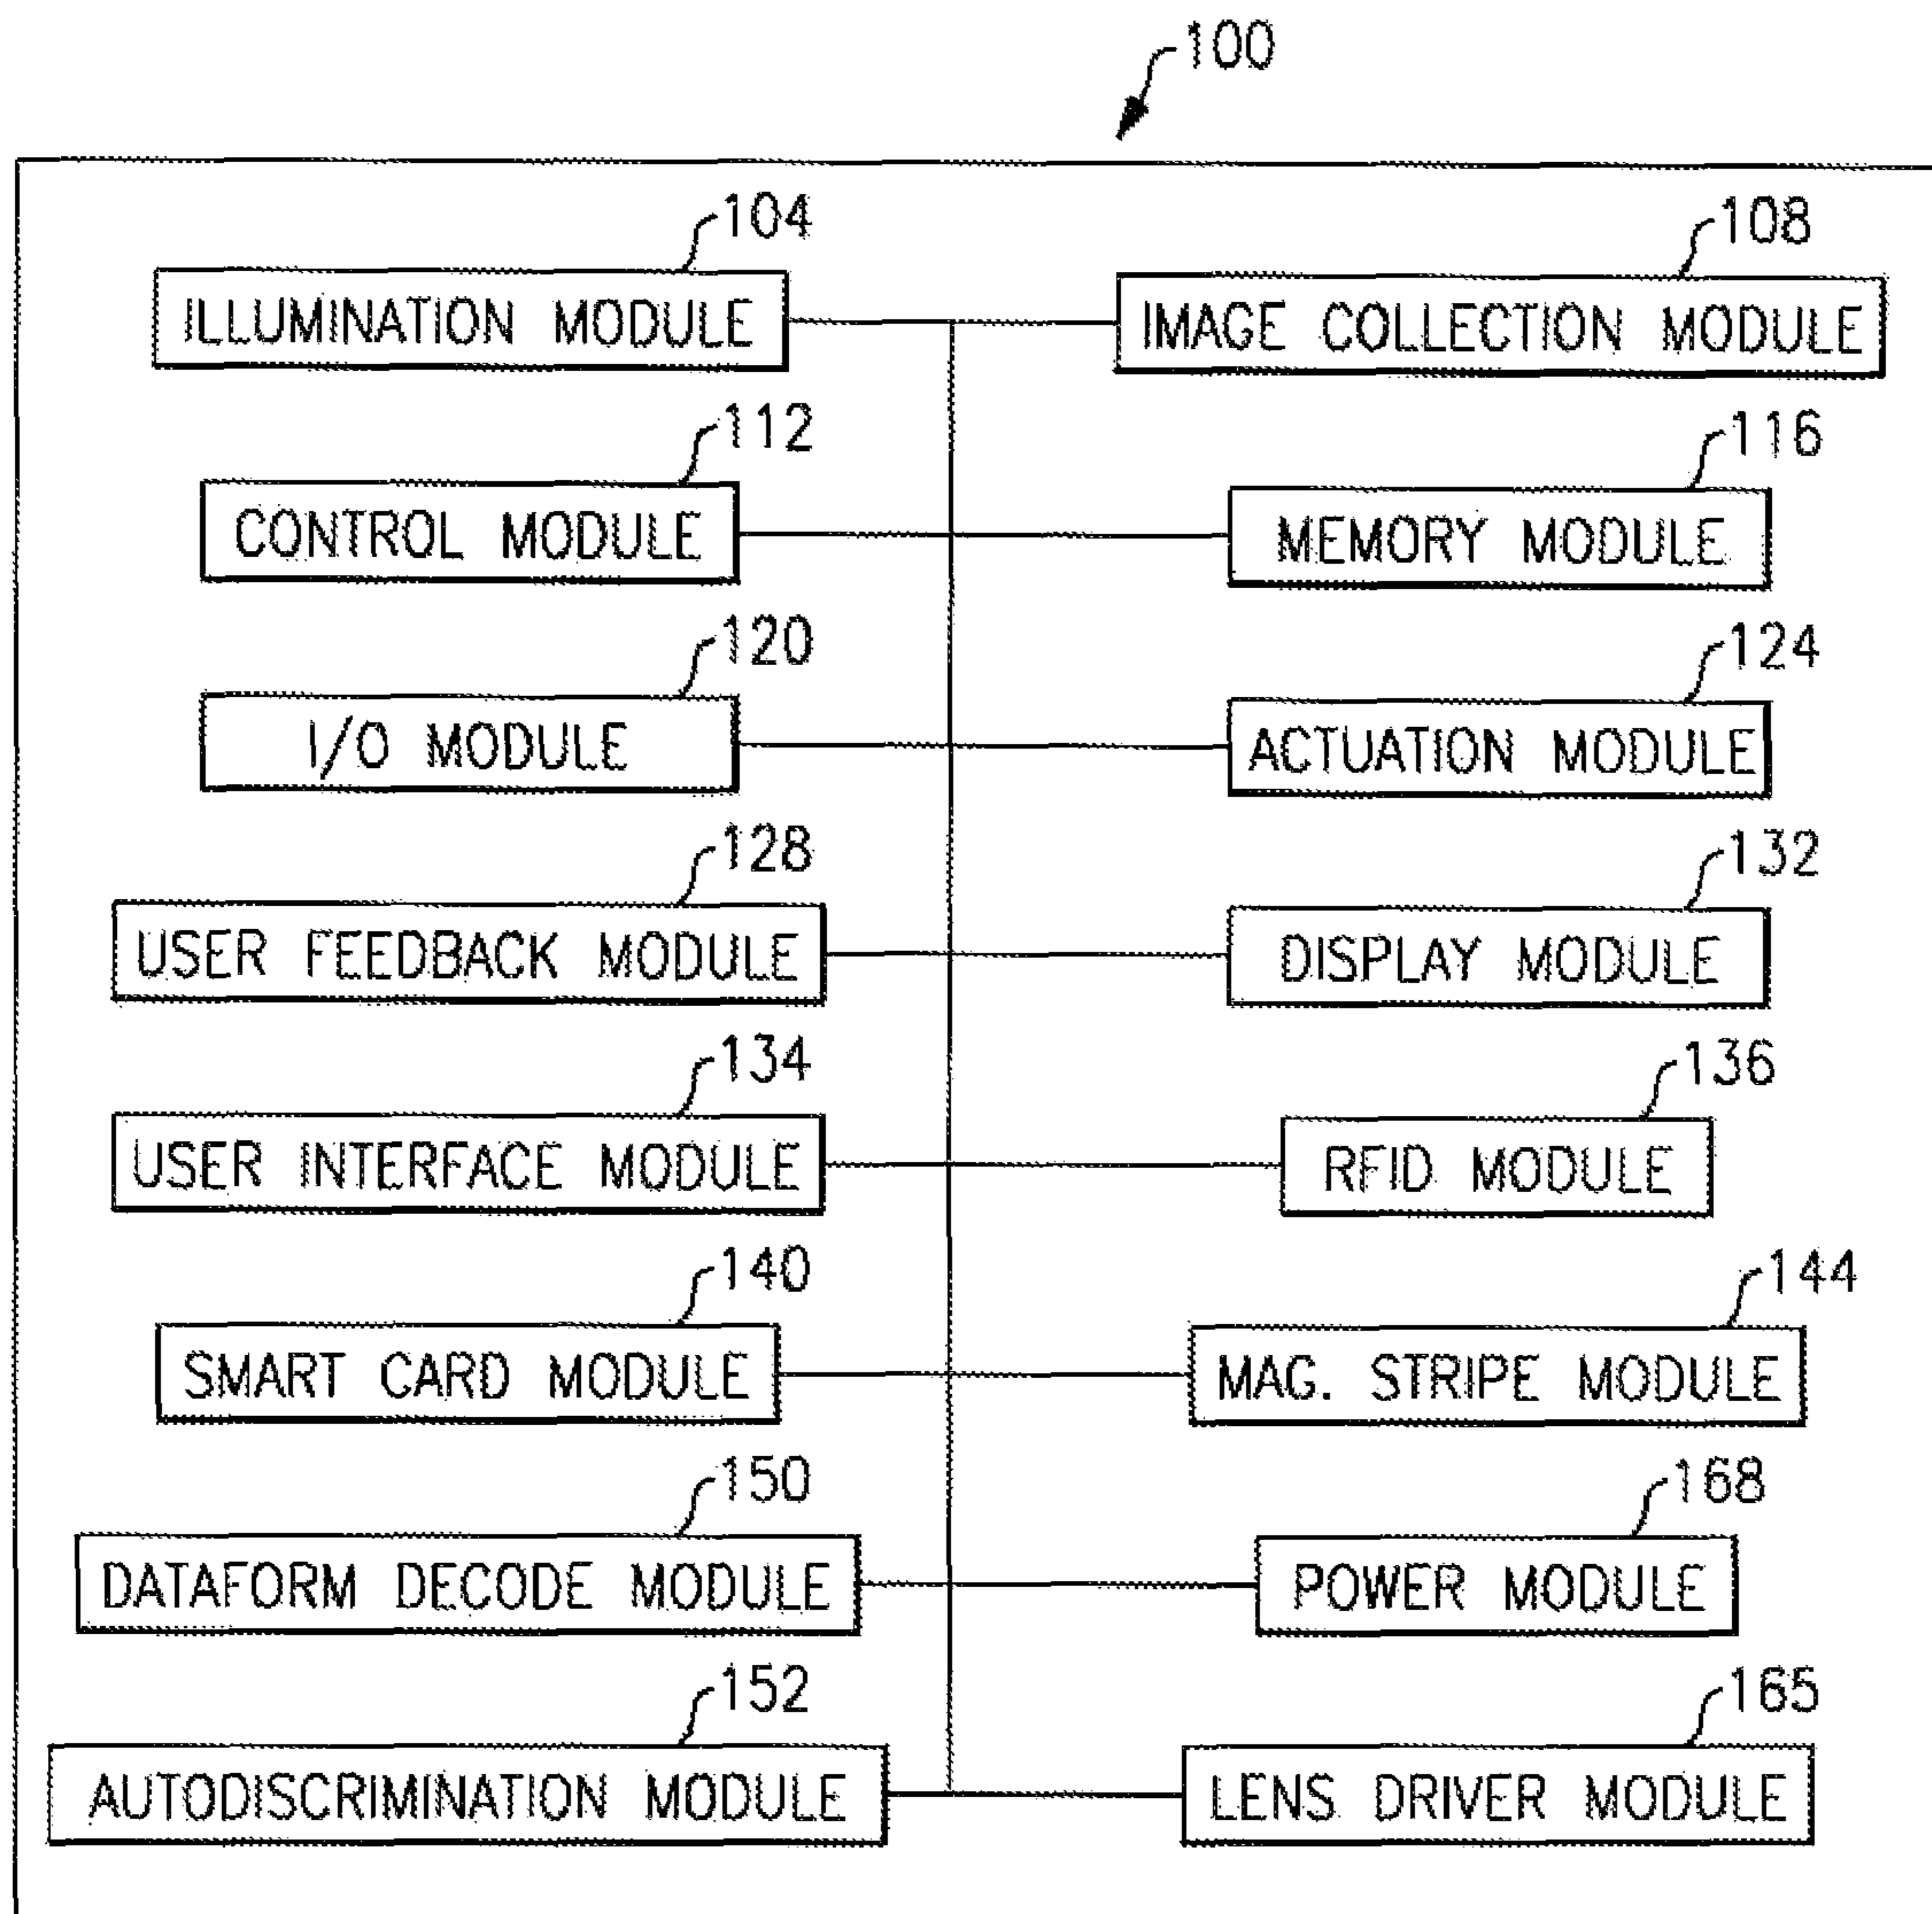 100
104 108
ILLUMINATION MODULE IMAGE COLLECTION MODULE
112 116
CONTROL MODULE MEMORY MODULE
120 124
I/O MODULE ACTUATION MODULE
128 132
USER FEEDBACK MODULE DISPLAY MODULE
134 136
USER INTERFACE MODULE RFID MODULE
140 144
SMART CARD MODULE MAG. STRIPE MODULE
150 168
DATAFORM DECODE MODULE POWER MODULE
152 165
AUTODISCRIMINATION MODULE LENS DRIVER MODULE